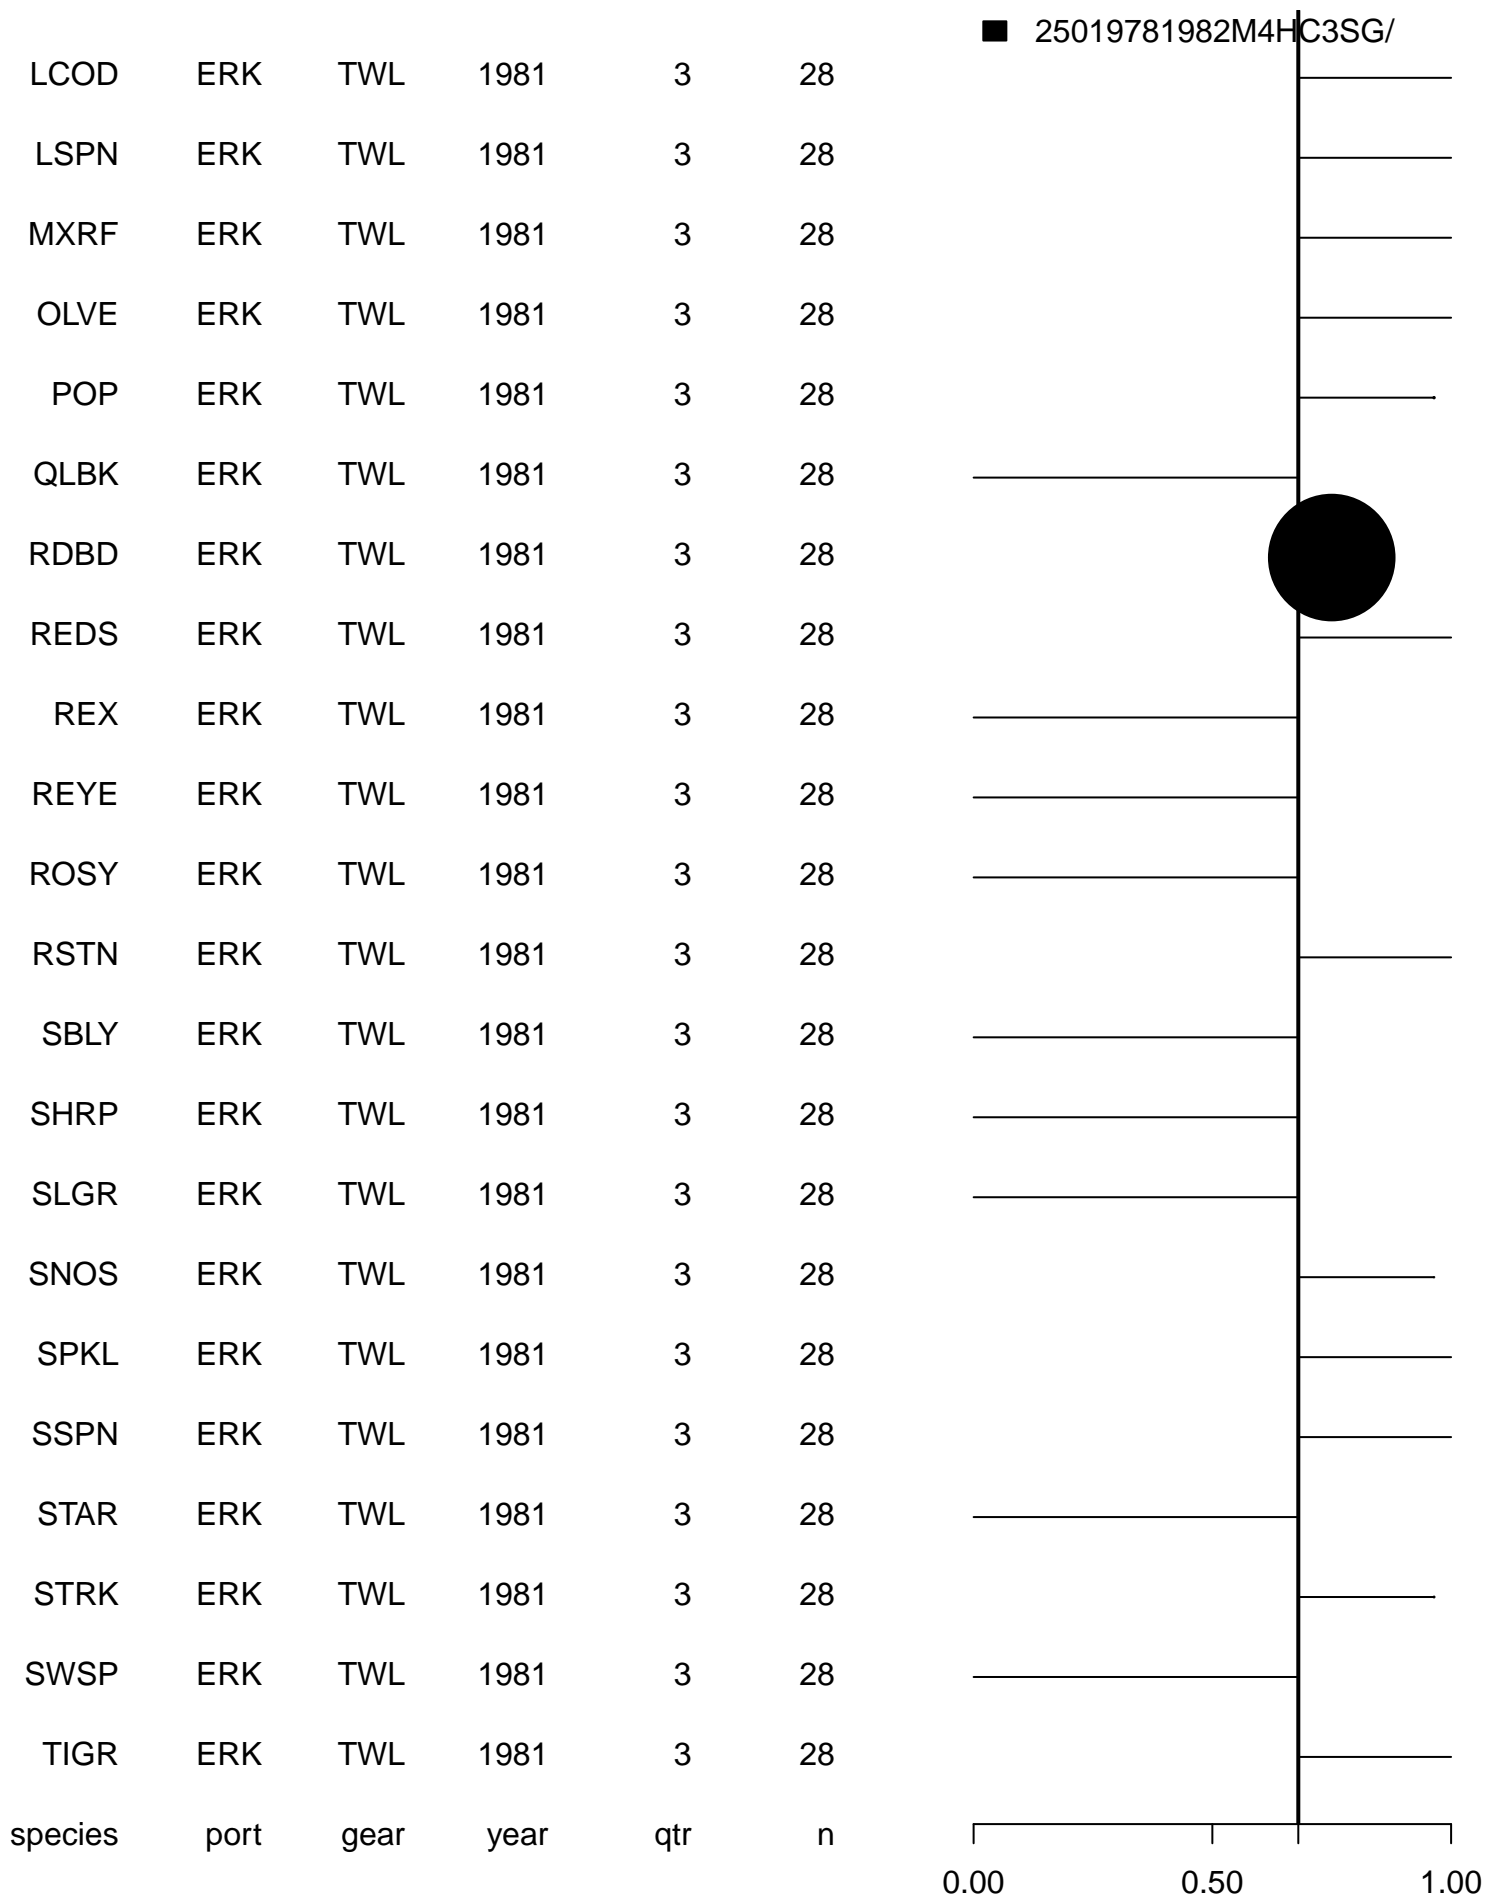 25019781982M4HC3SG/
LCOD ERK TWL 1981 3 28
LSPN ERK TWL 1981 3 28
MXRF ERK TWL 1981 3 28
OLVE ERK TWL 1981 3 28
POP ERK TWL 1981 3 28
QLBK ERK TWL 1981 3 28
RDBD ERK TWL 1981 3 28
REDS ERK TWL 1981 3 28
REX ERK TWL 1981 3 28
REYE ERK TWL 1981 3 28
ROSY ERK TWL 1981 3 28
RSTN ERK TWL 1981 3 28
SBLY ERK TWL 1981 3 28
SHRP ERK TWL 1981 3 28
SLGR ERK TWL 1981 3 28
SNOS ERK TWL 1981 3 28
SPKL ERK TWL 1981 3 28
SSPN ERK TWL 1981 3 28
STAR ERK TWL 1981 3 28
STRK ERK TWL 1981 3 28
SWSP ERK TWL 1981 3 28
TIGR ERK TWL 1981 3 28
species port gear year qtr n
0.00 0.50 1.00